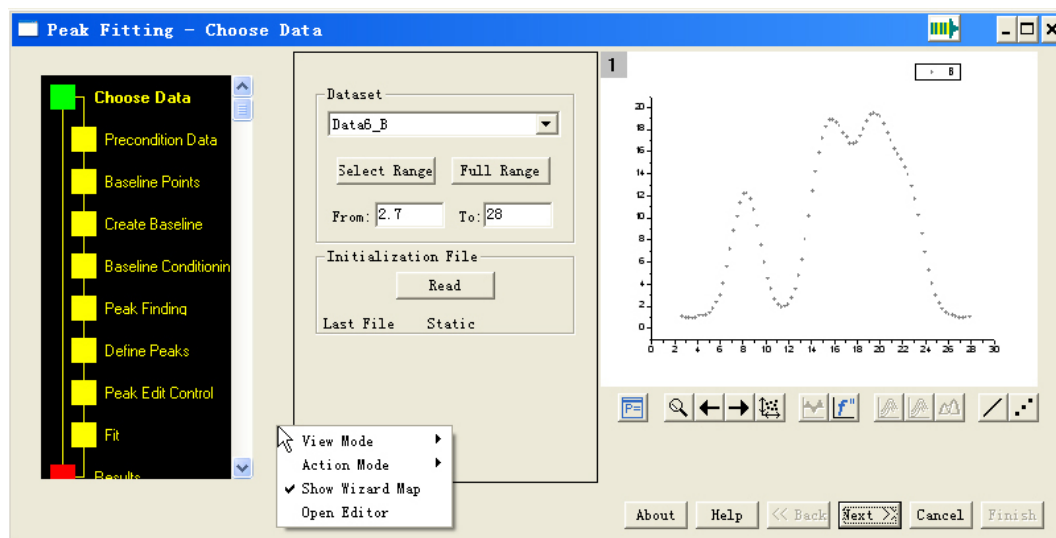 Peak Fitting - Choose Data
Choose Data
Precondition Data
Baseline Points
Create Baseline
Baseline Conditionin
Peak Finding
Define Peaks
Peak Edit Control
Fit
Results
Dataset
Data6_B
Select Range Full Range
From: 2.7 To: 28
Initialization File
Read
Last File Static
View Mode
Action Mode
Show Wizard Map
Open Editor
1
B
20
18
16
14
12
10
8
6
4
2
0
0 2 4 6 8 10 12 14 16 18 20 22 24 26 28 30
P= f"
About Help << Back Next >> Cancel Finish